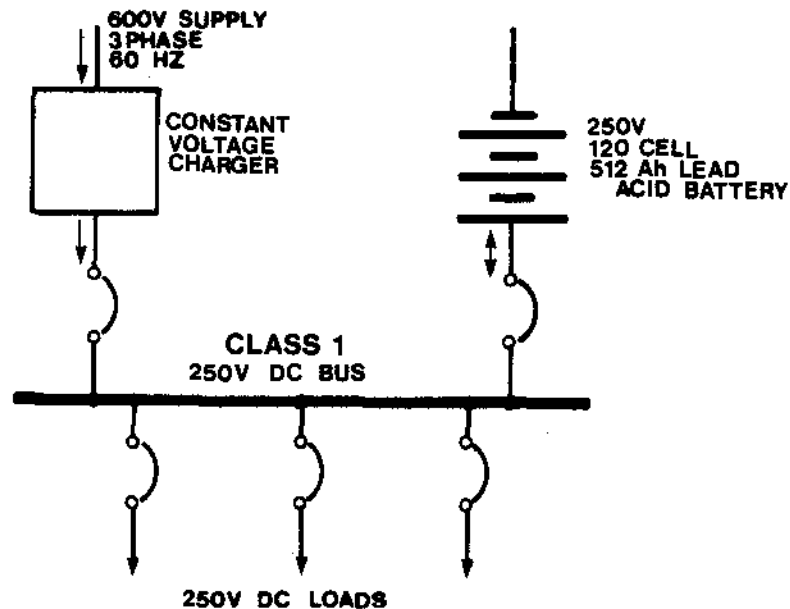 600V SUPPLY
3 PHASE
60 HZ
CONSTANT
VOLTAGE
CHARGER
250V
120 CELL
512 Ah LEAD
ACID BATTERY
CLASS 1
250V DC BUS
250V DC LOADS